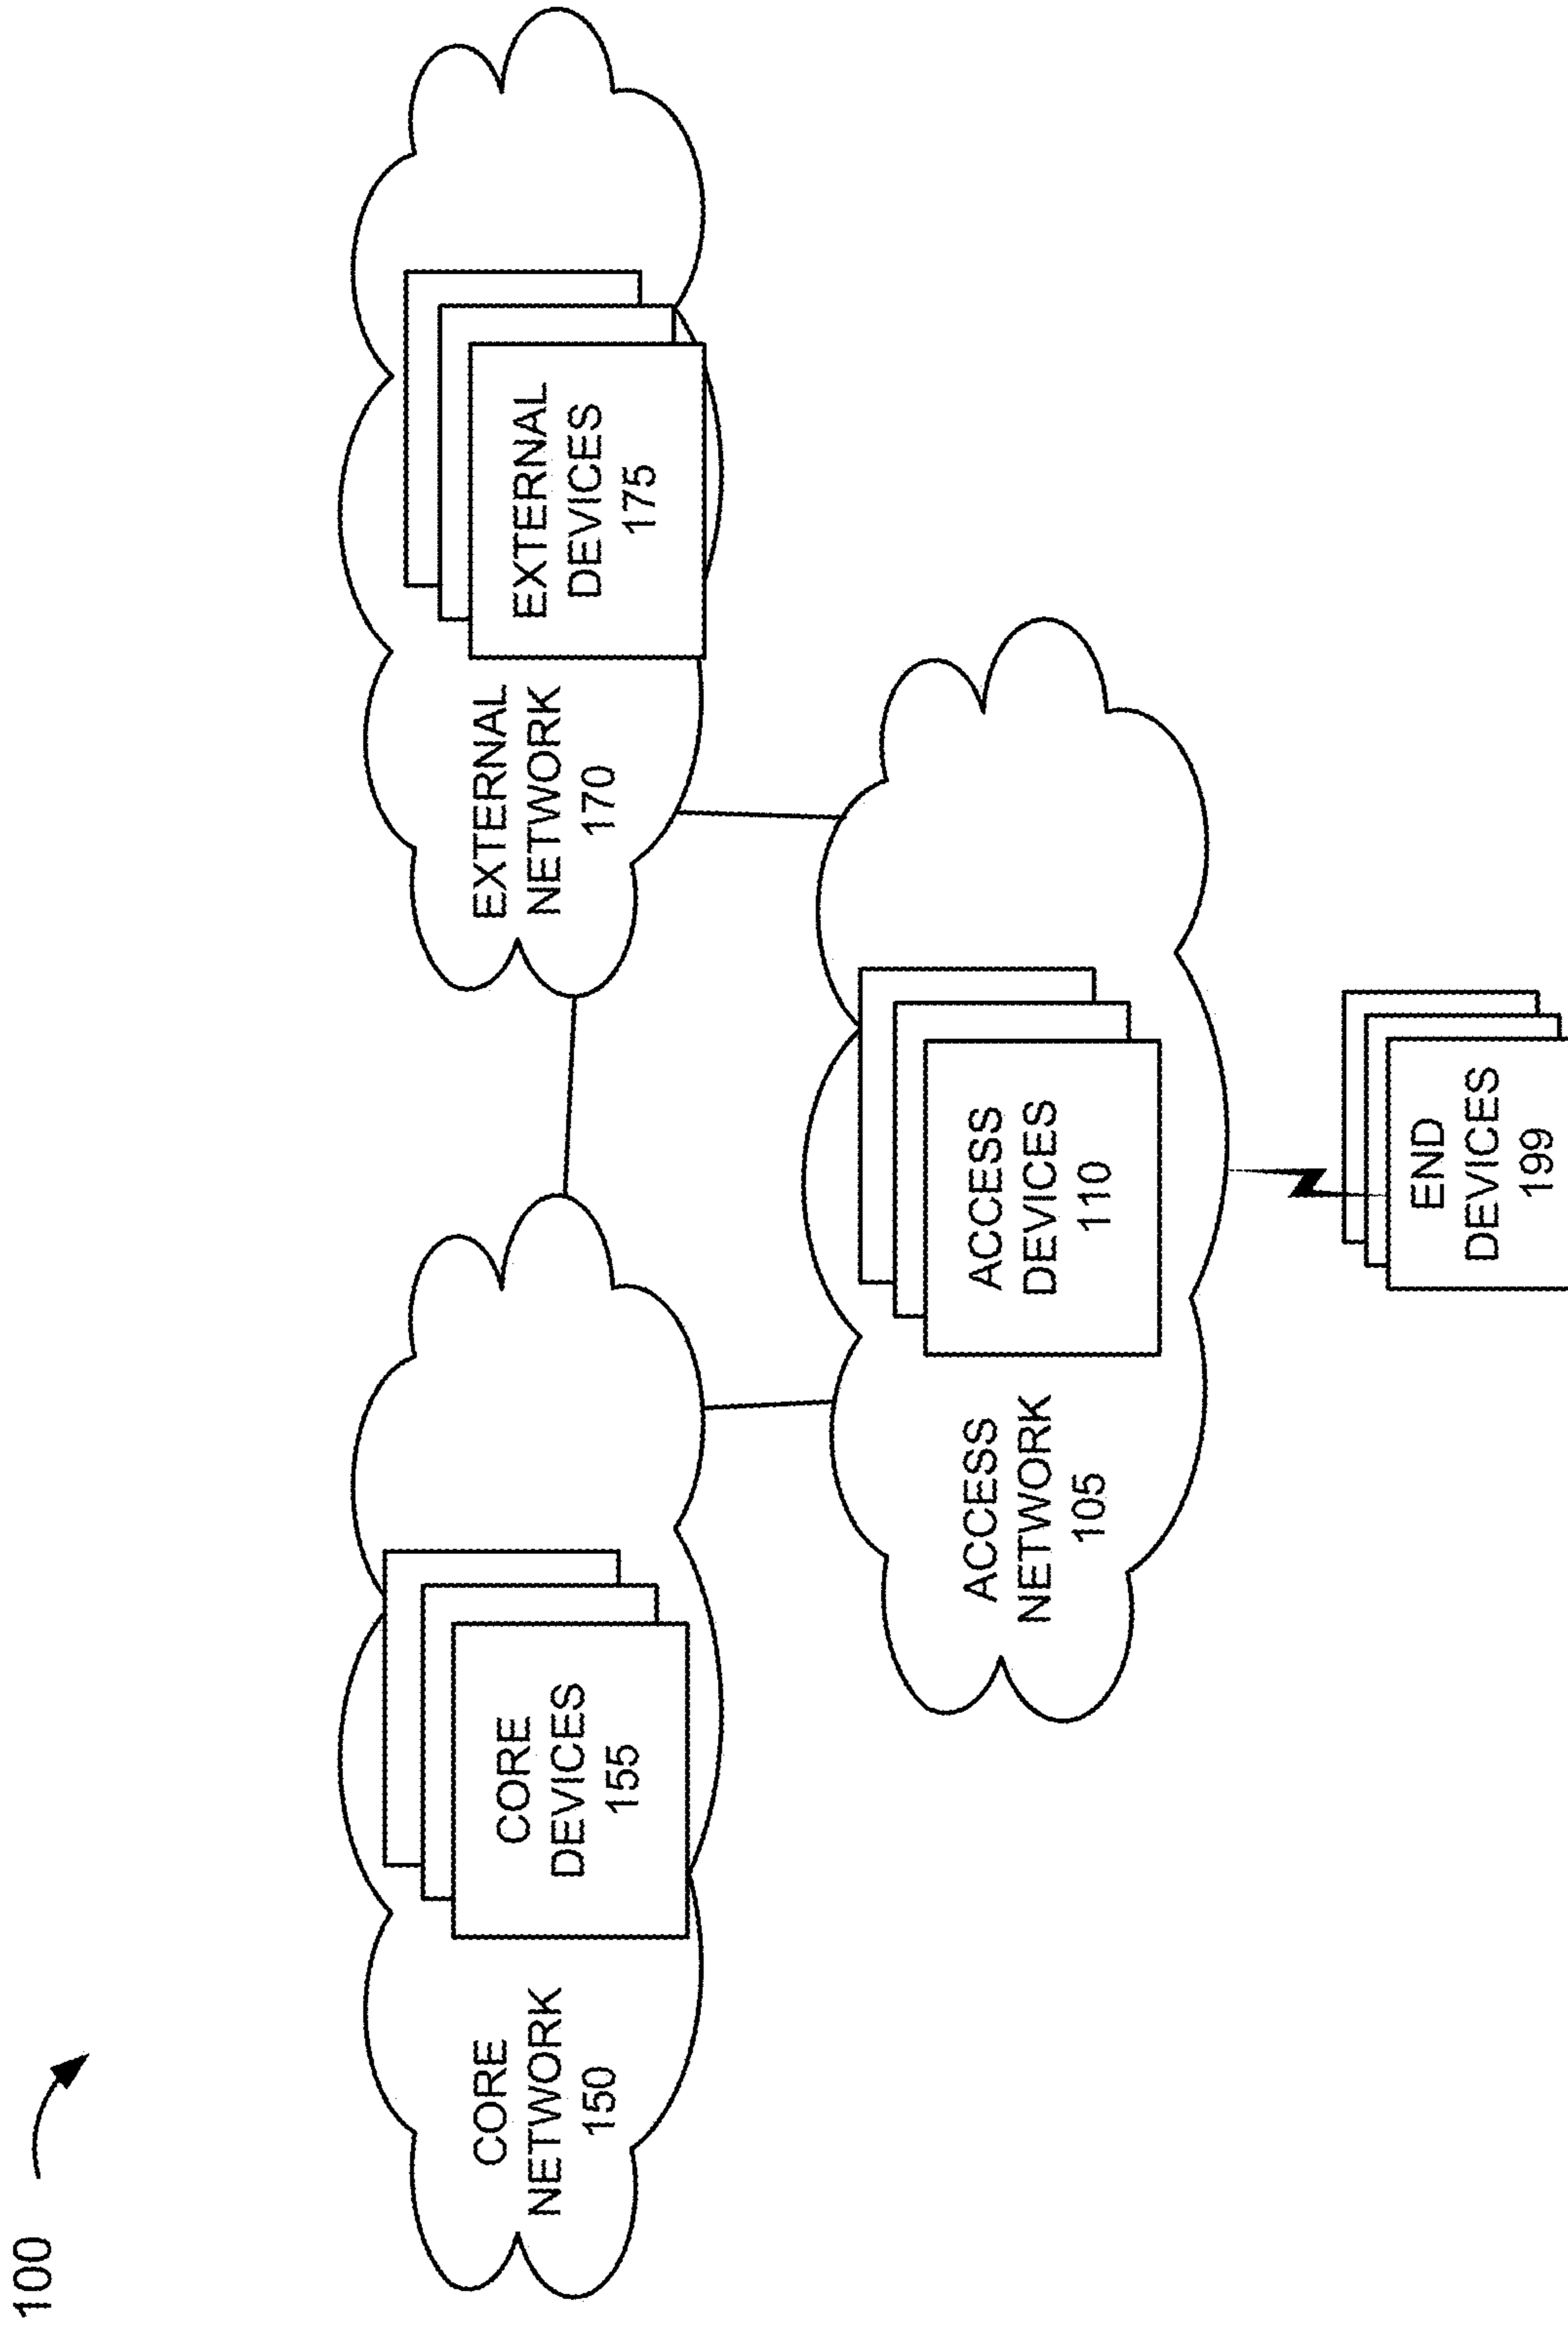 100
CORE
NETWORK
150
CORE
DEVICES
155
EXTERNAL
NETWORK
170
EXTERNAL
DEVICES
175
ACCESS
NETWORK
105
ACCESS
DEVICES
110
END
DEVICES
199